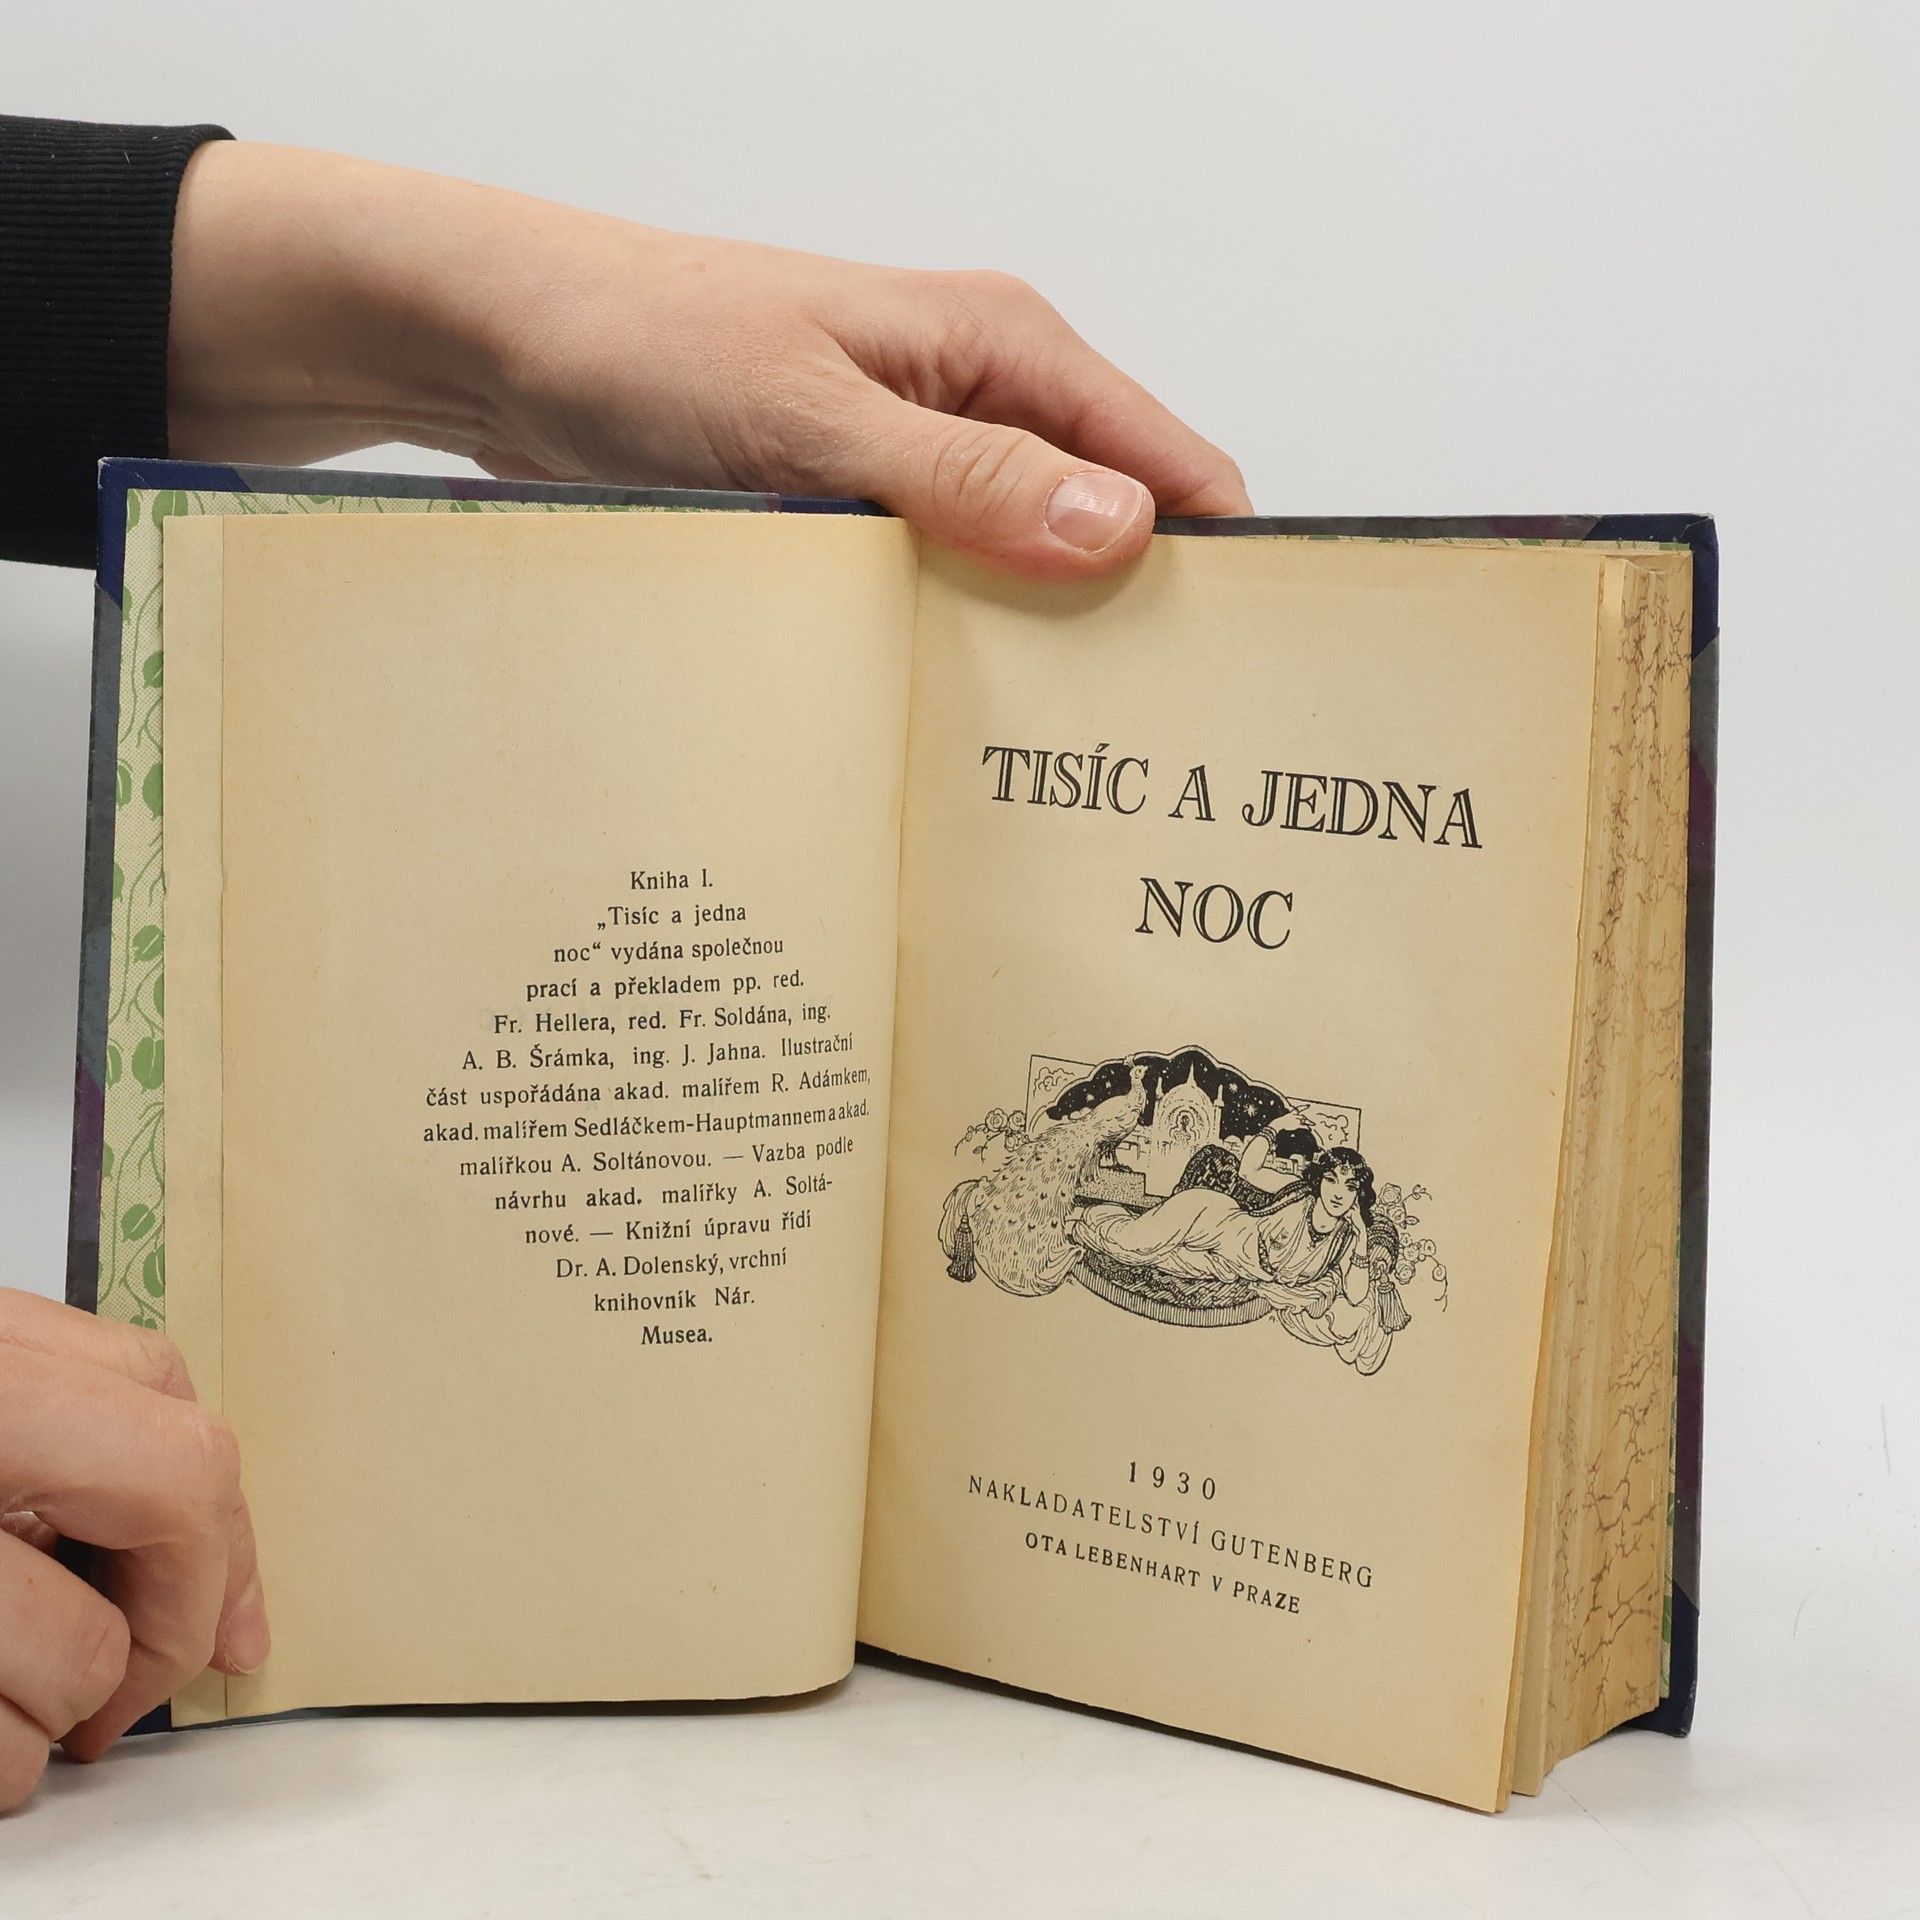 Kniha I.
„Tisíc a jedna
noc“ vydána společnou
prací a překladem pp. red.
Fr. Hellera, red. Fr. Soldána, ing.
A. B. Šrámka, ing. J. Jahna. Ilustrační
část uspořádána akad. malířem R. Adámkem,
akad. malířem Sedláčkem-Hauptmannem a akad.
malířkou A. Soltánovou. — Vazba podle
návrhu akad. malířky A. Soltá-
nové. — Knižní úpravu řídí
Dr. A. Dolenský, vrchní
knihovník Nár.
Musea.
TISÍC A JEDNA
NOC
1930
NAKLADATELSTVÍ GUTENBERG
OTA LEBENHART V PRAZE